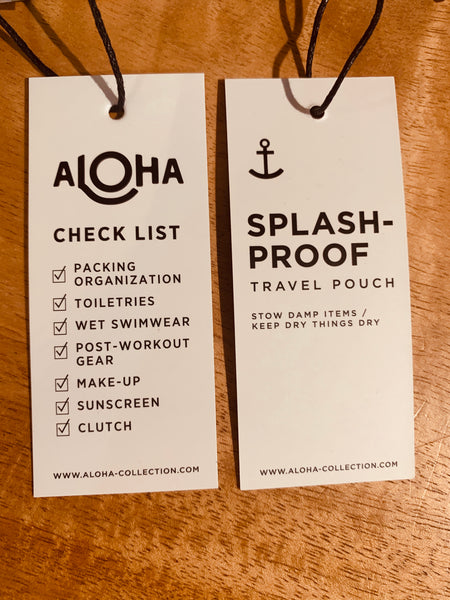 ALOHA
CHECK LIST
PACKING
ORGANIZATION
TOILETRIES
WET SWIMWEAR
POST-WORKOUT
GEAR
MAKE-UP
SUNSCREEN
CLUTCH
WWW.ALOHA-COLLECTION.COM
SPLASH-
PROOF
TRAVEL POUCH
STOW DAMP ITEMS /
KEEP DRY THINGS DRY
WWW.ALOHA-COLLECTION.COM